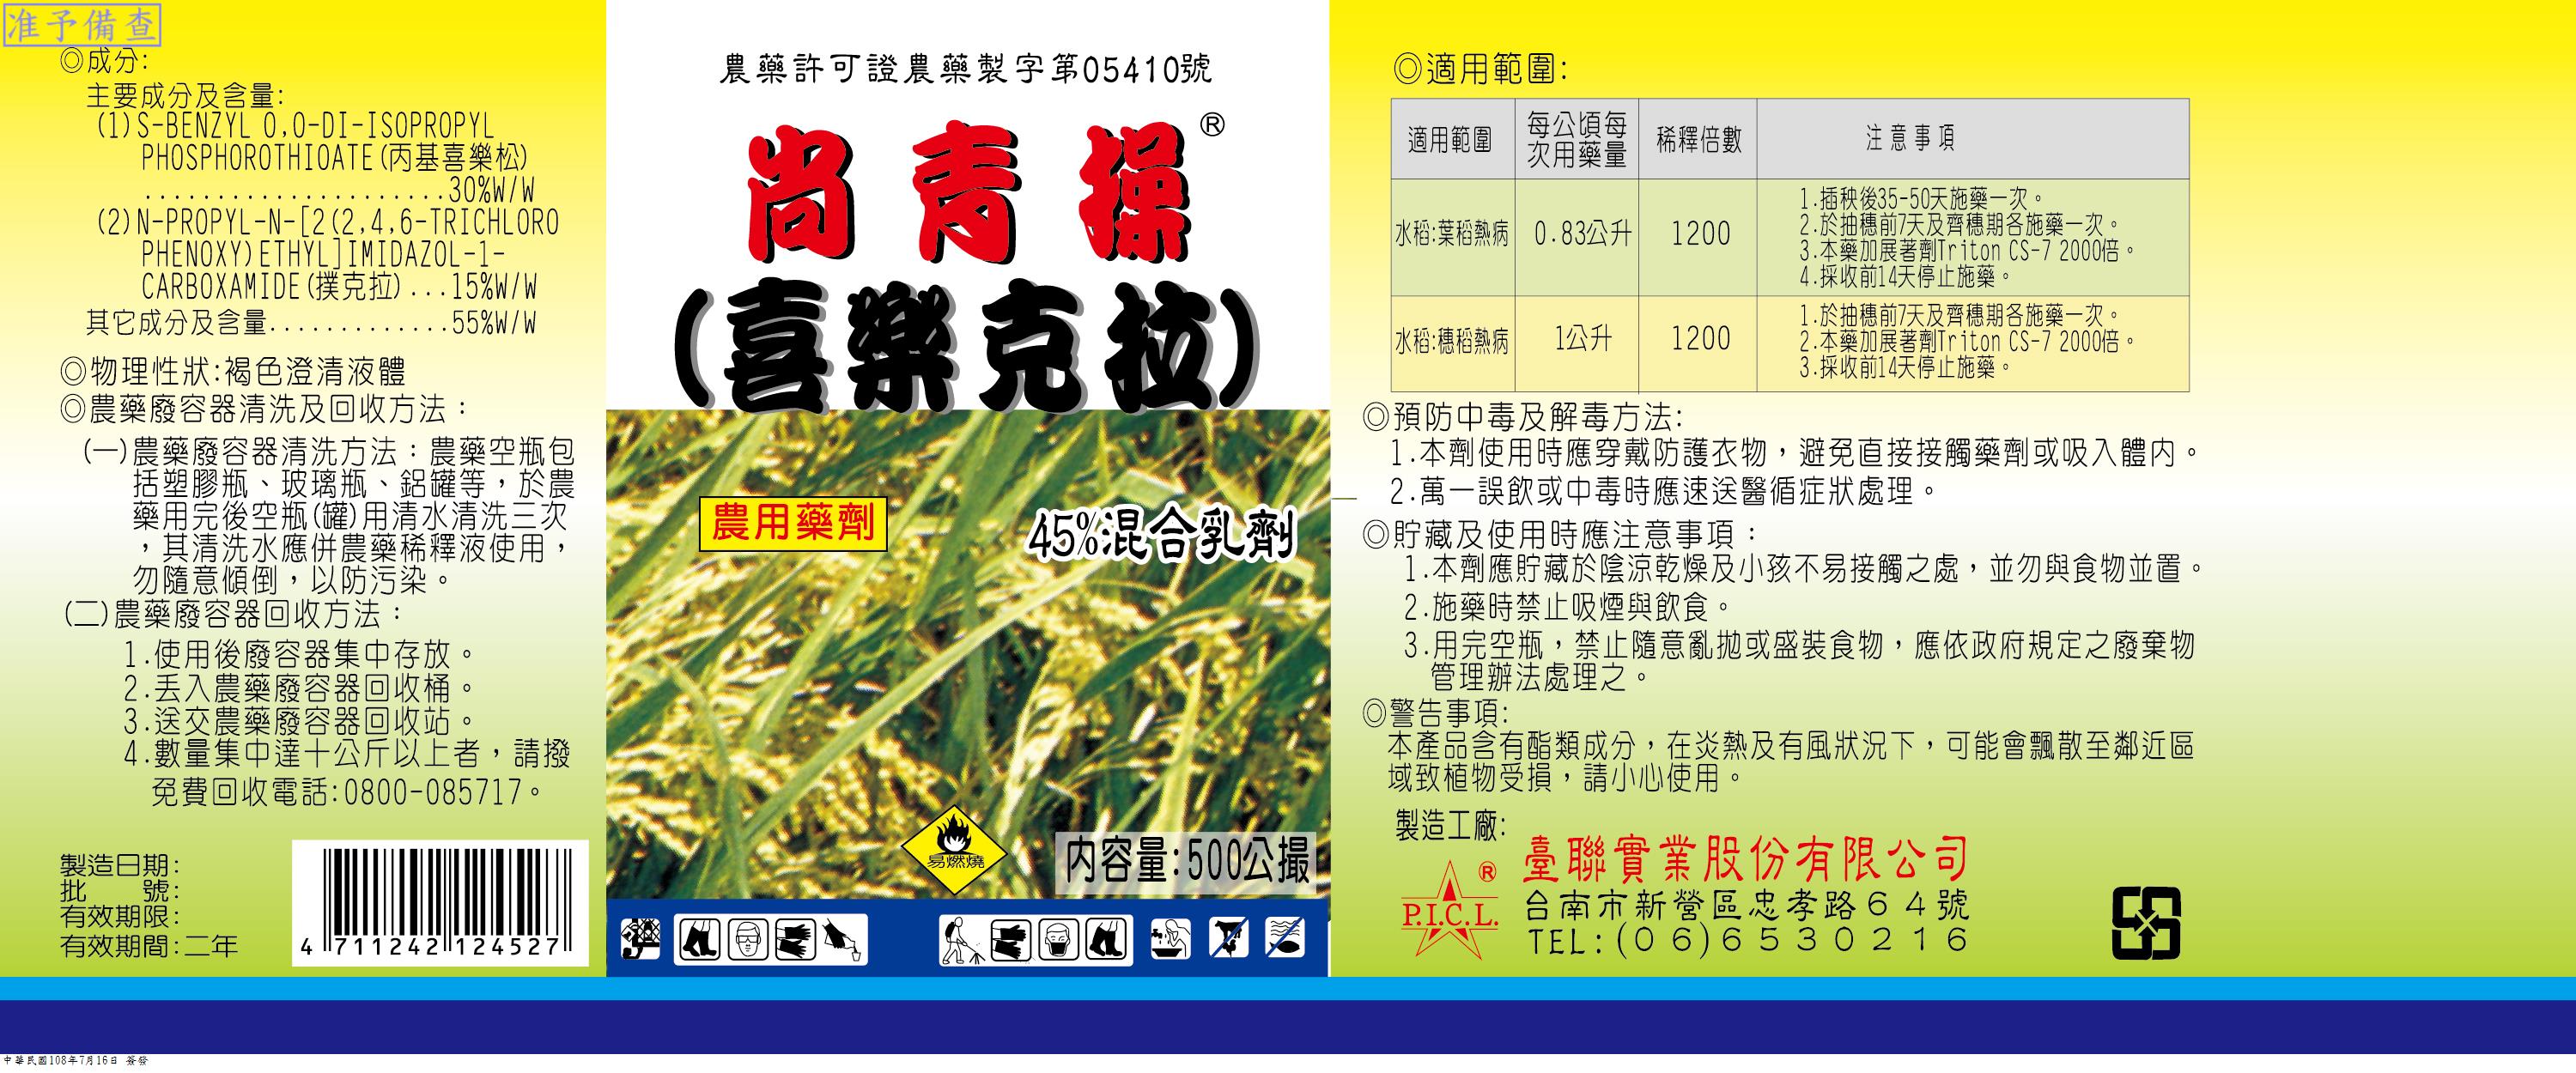 准予備查
◎成分:
主要成分及含量:
(1)S-BENZYL O,O-DI-ISOPROPYL
PHOSPHOROTHIOATE(丙基喜樂松)
.....................30%W/W
(2)N-PROPYL-N-[2(2,4,6-TRICHLORO
PHENOXY)ETHYL]IMIDAZOL-1-
CARBOXAMIDE(撲克拉)...15%W/W
其它成分及含量.............55%W/W
◎物理性狀:褐色澄清液體
◎農藥廢容器清洗及回收方法：
(一)農藥廢容器清洗方法：農藥空瓶包
括塑膠瓶、玻璃瓶、鋁罐等，於農
藥用完後空瓶(罐)用清水清洗三次
，其清洗水應併農藥稀釋液使用，
勿隨意傾倒，以防污染。
(二)農藥廢容器回收方法：
1.使用後廢容器集中存放。
2.丟入農藥廢容器回收桶。
3.送交農藥廢容器回收站。
4.數量集中達十公斤以上者，請撥
免費回收電話:0800-085717。
製造日期:
批　號:
有效期限:
有效期間:二年
4 711242 124527
農藥許可證農藥製字第05410號
尚青操®
(喜樂克拉)
農用藥劑
45%混合乳劑
易燃燒
內容量:500公撮
◎適用範圍:
適用範圍 每公頃每次用藥量 稀釋倍數 注意事項
水稻:葉稻熱病 0.83公升 1200
1.插秧後35-50天施藥一次。
2.於抽穗前7天及齊穗期各施藥一次。
3.本藥加展著劑Triton CS-7 2000倍。
4.採收前14天停止施藥。
水稻:穗稻熱病 1公升 1200
1.於抽穗前7天及齊穗期各施藥一次。
2.本藥加展著劑Triton CS-7 2000倍。
3.採收前14天停止施藥。
◎預防中毒及解毒方法:
1.本劑使用時應穿戴防護衣物，避免直接接觸藥劑或吸入體內。
2.萬一誤飲或中毒時應速送醫循症狀處理。
◎貯藏及使用時應注意事項：
1.本劑應貯藏於陰涼乾燥及小孩不易接觸之處，並勿與食物並置。
2.施藥時禁止吸煙與飲食。
3.用完空瓶，禁止隨意亂拋或盛裝食物，應依政府規定之廢棄物
管理辦法處理之。
◎警告事項:
本產品含有酯類成分，在炎熱及有風狀況下，可能會飄散至鄰近區
域致植物受損，請小心使用。
製造工廠:
P.I.C.L.®
臺聯實業股份有限公司
台南市新營區忠孝路６４號
TEL:(０６)６５３０２１６
中華民國108年7月16日 簽發